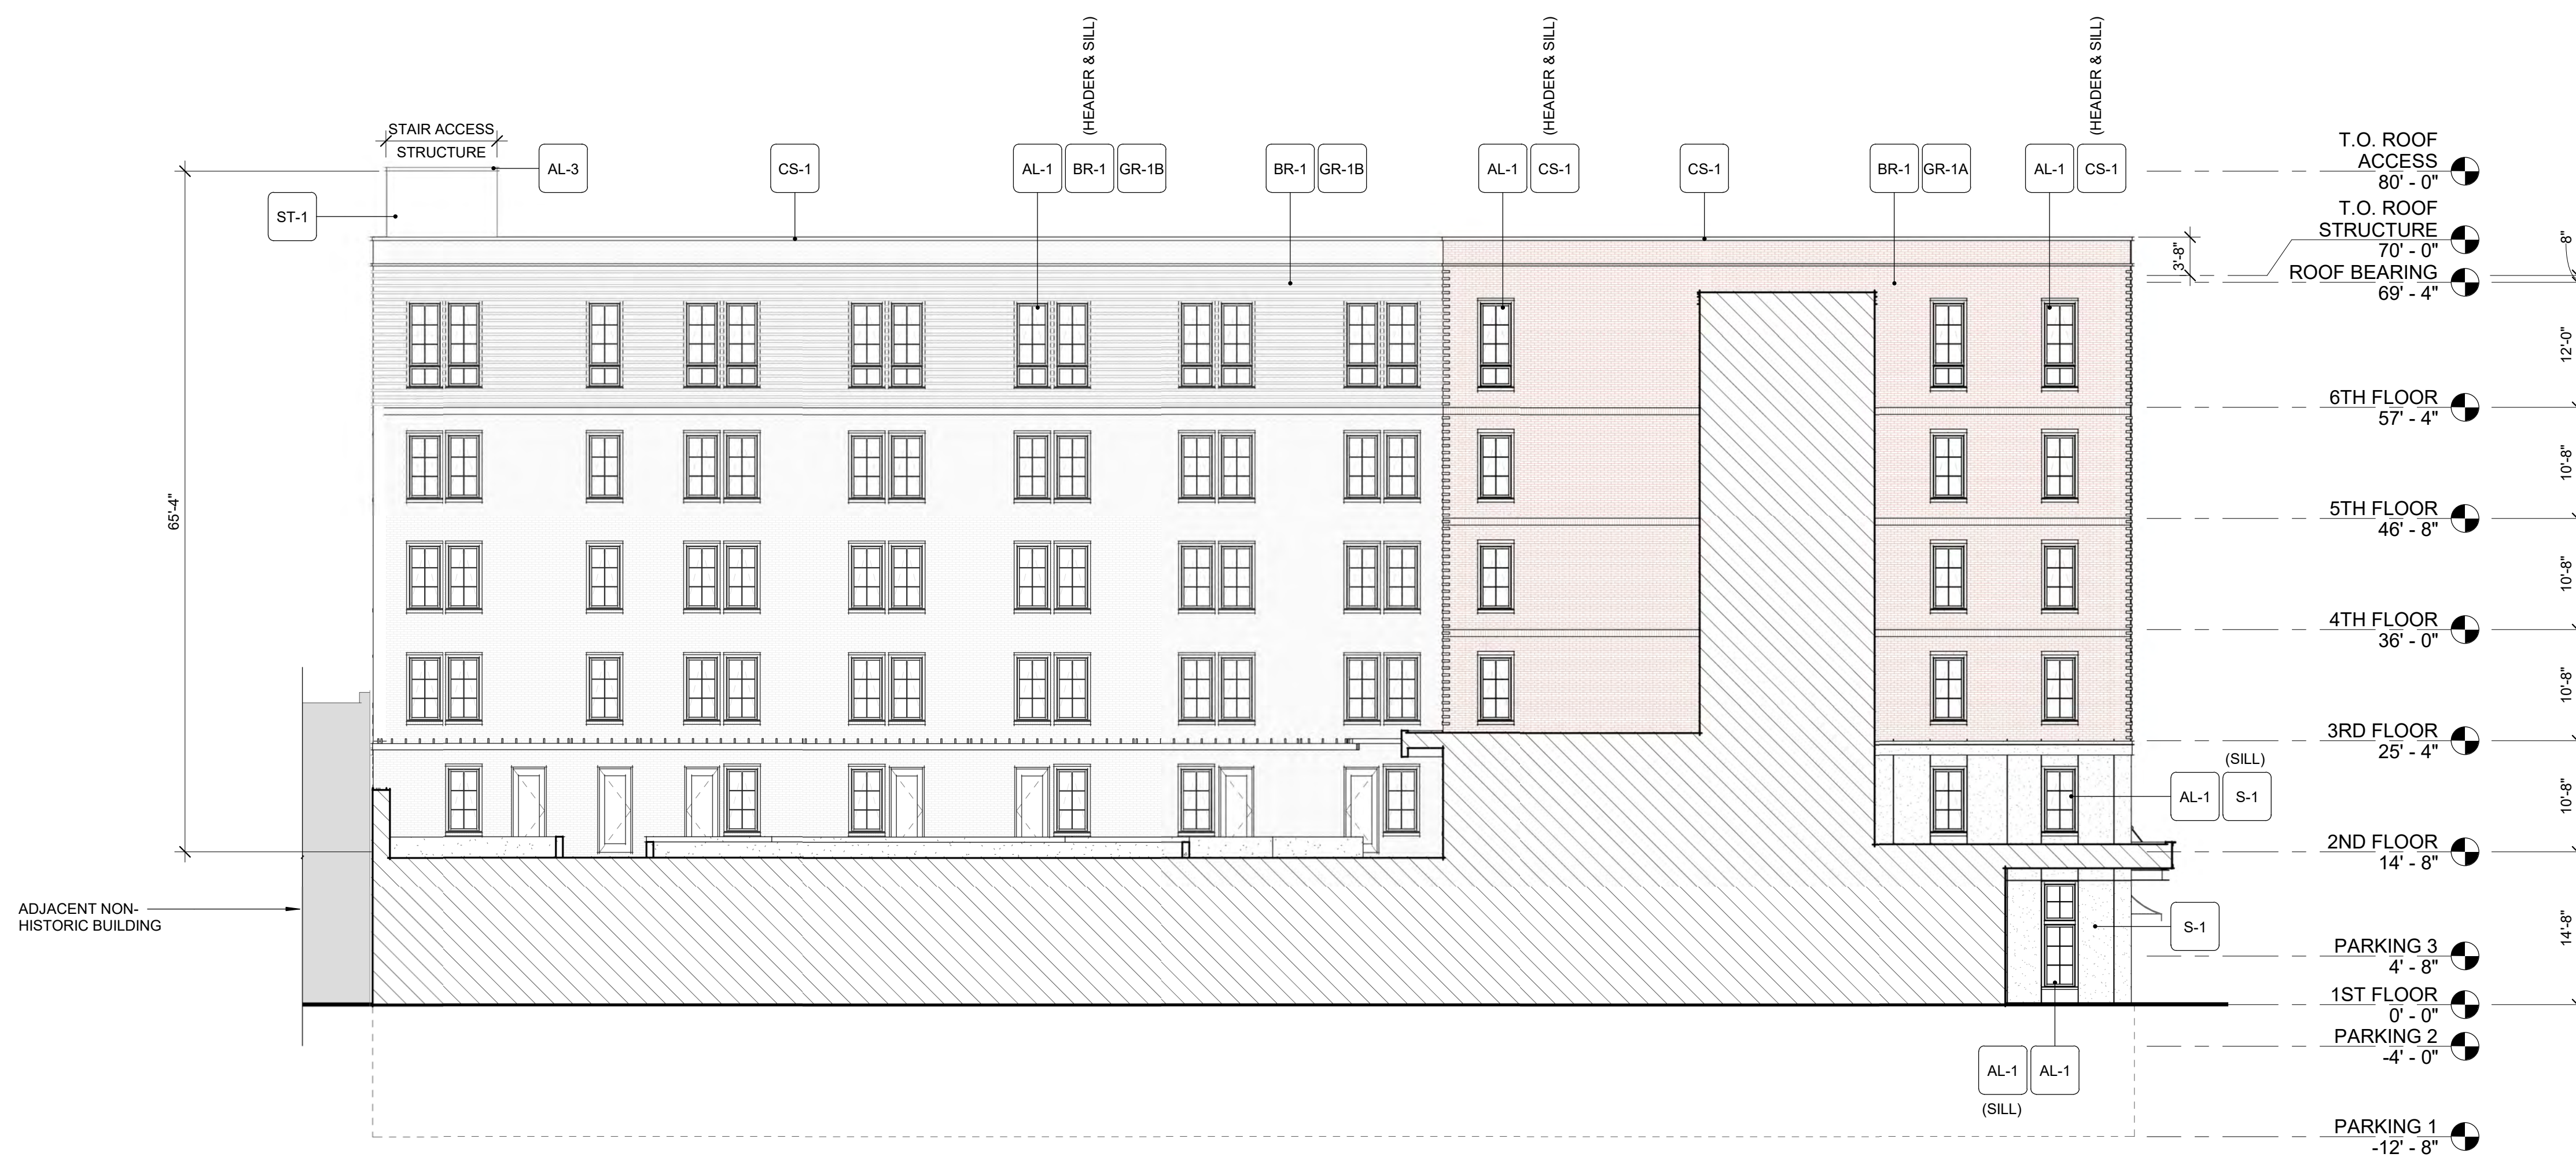 (HEADER & SILL)
(HEADER & SILL)
(HEADER & SILL)
STAIR ACCESS
STRUCTURE
AL-3
CS-1
AL-1
BR-1
GR-1B
BR-1
GR-1B
AL-1
CS-1
CS-1
BR-1
GR-1A
AL-1
CS-1
ST-1
T.O. ROOF
ACCESS
80' - 0"
T.O. ROOF
STRUCTURE
70' - 0"
ROOF BEARING
69' - 4"
3'-8"
8"
12'-0"
6TH FLOOR
57' - 4"
10'-8"
65'-4"
5TH FLOOR
46' - 8"
10'-8"
4TH FLOOR
36' - 0"
10'-8"
3RD FLOOR
25' - 4"
(SILL)
AL-1
S-1
10'-8"
2ND FLOOR
14' - 8"
ADJACENT NON-
HISTORIC BUILDING
S-1
14'-8"
PARKING 3
4' - 8"
1ST FLOOR
0' - 0"
PARKING 2
-4' - 0"
AL-1
AL-1
(SILL)
PARKING 1
-12' - 8"